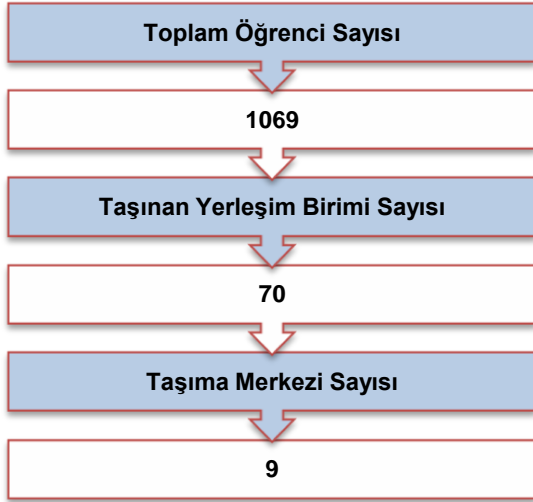 Toplam Öğrenci Sayısı
1069
Taşınan Yerleşim Birimi Sayısı
70
Taşıma Merkezi Sayısı
9